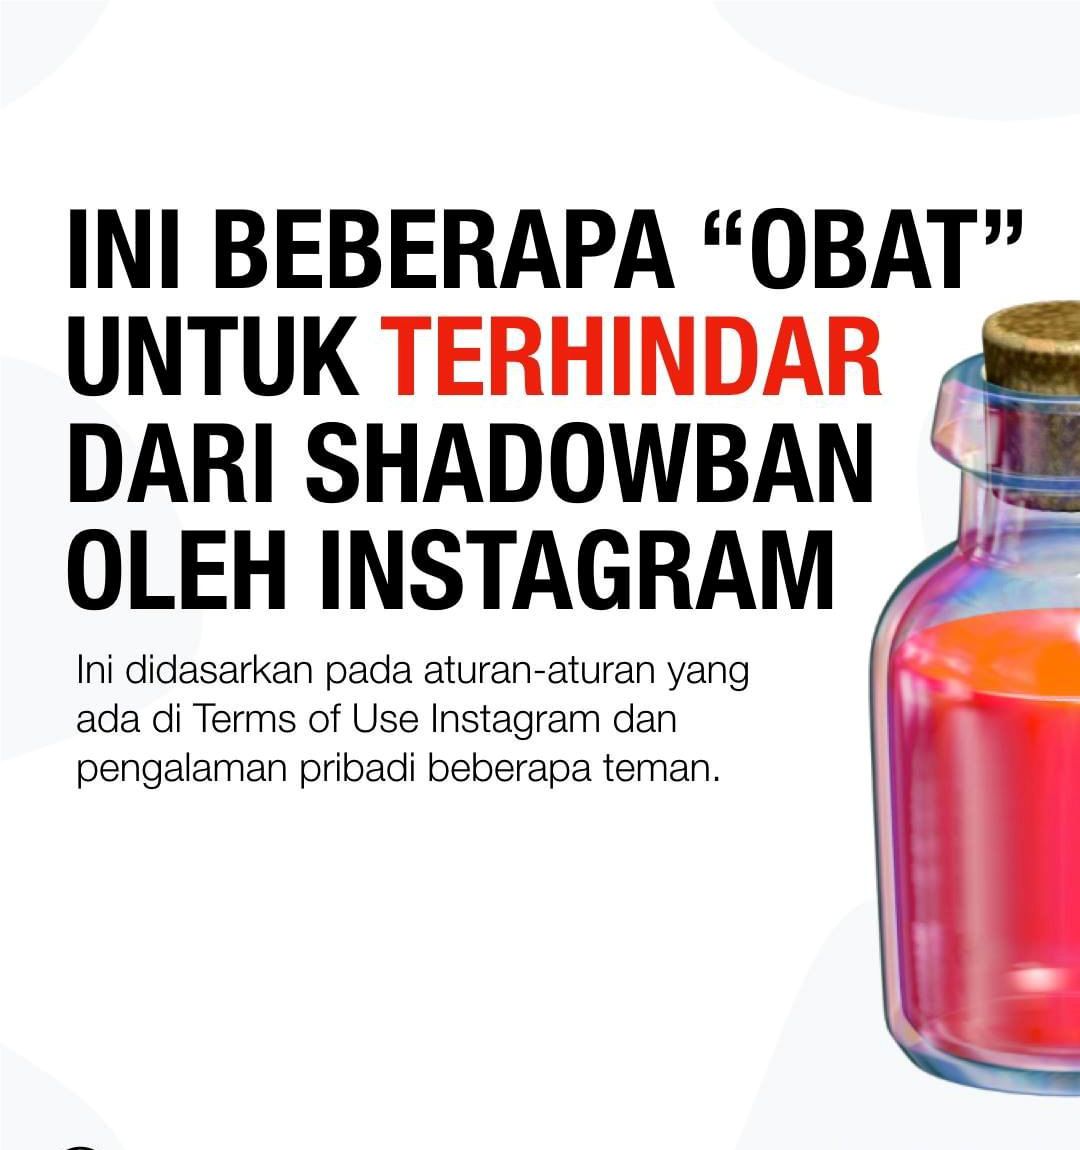 INI BEBERAPA “OBAT”
UNTUK TERHINDAR
DARI SHADOWBAN
OLEH INSTAGRAM
Ini didasarkan pada aturan-aturan yang
ada di Terms of Use Instagram dan
pengalaman pribadi beberapa teman.